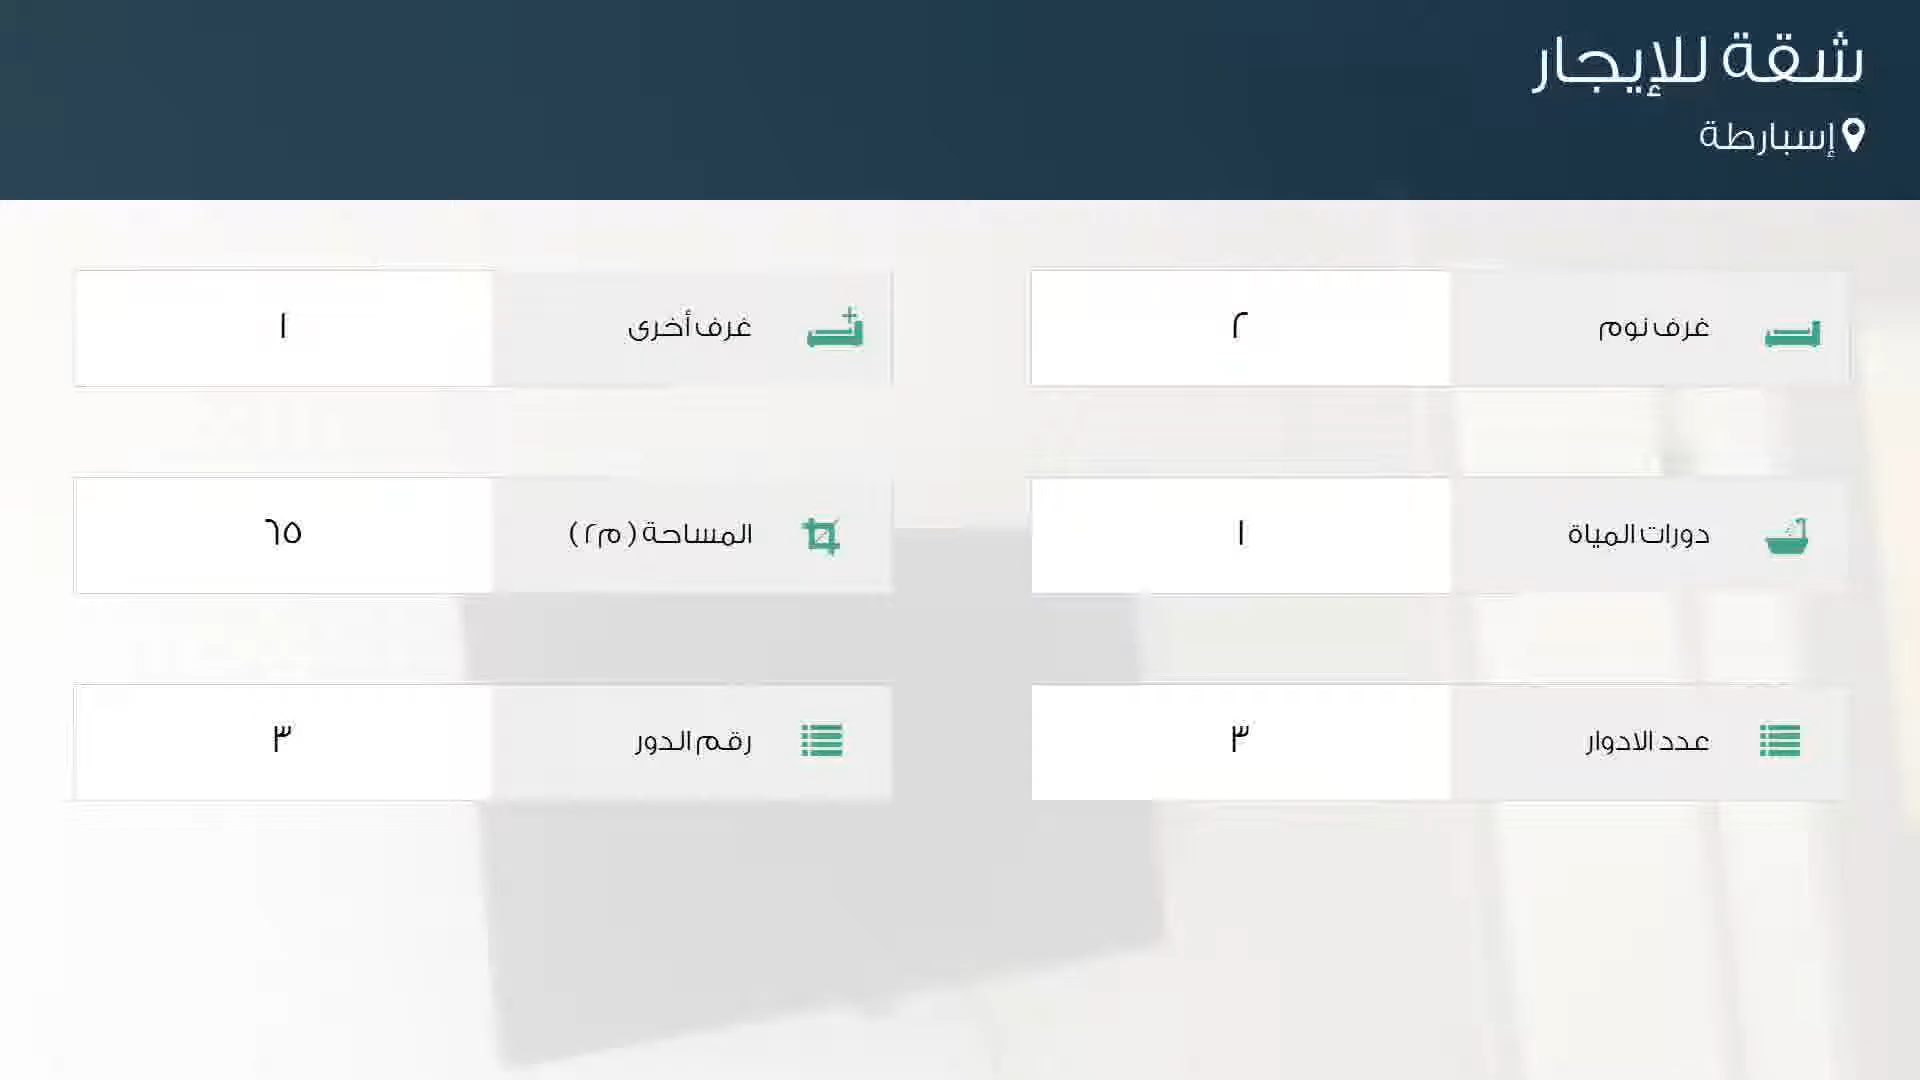 شقة للإيجار
إسبارطة
غرف نوم ٢
غرف أخرى ١
دورات المياة ١
المساحة (م٢) ٦٥
عدد الادوار ٣
رقم الدور ٣